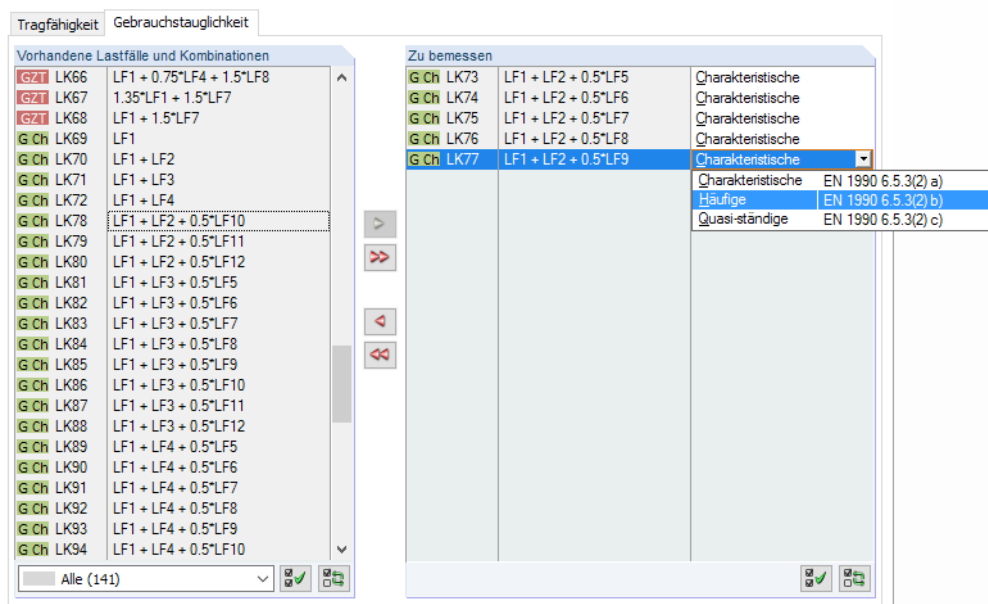 Tragfähigkeit Gebrauchstauglichkeit
Vorhandene Lastfälle und Kombinationen
GZT LK66 LF1 + 0.75*LF4 + 1.5*LF8
GZT LK67 1.35*LF1 + 1.5*LF7
GZT LK68 LF1 + 1.5*LF7
G Ch LK69 LF1
G Ch LK70 LF1 + LF2
G Ch LK71 LF1 + LF3
G Ch LK72 LF1 + LF4
G Ch LK78 LF1 + LF2 + 0.5*LF10
G Ch LK79 LF1 + LF2 + 0.5*LF11
G Ch LK80 LF1 + LF2 + 0.5*LF12
G Ch LK81 LF1 + LF3 + 0.5*LF5
G Ch LK82 LF1 + LF3 + 0.5*LF6
G Ch LK83 LF1 + LF3 + 0.5*LF7
G Ch LK84 LF1 + LF3 + 0.5*LF8
G Ch LK85 LF1 + LF3 + 0.5*LF9
G Ch LK86 LF1 + LF3 + 0.5*LF10
G Ch LK87 LF1 + LF3 + 0.5*LF11
G Ch LK88 LF1 + LF3 + 0.5*LF12
G Ch LK89 LF1 + LF4 + 0.5*LF5
G Ch LK90 LF1 + LF4 + 0.5*LF6
G Ch LK91 LF1 + LF4 + 0.5*LF7
G Ch LK92 LF1 + LF4 + 0.5*LF8
G Ch LK93 LF1 + LF4 + 0.5*LF9
G Ch LK94 LF1 + LF4 + 0.5*LF10
Alle (141)
Zu bemessen
G Ch LK73 LF1 + LF2 + 0.5*LF5 Charakteristische
G Ch LK74 LF1 + LF2 + 0.5*LF6 Charakteristische
G Ch LK75 LF1 + LF2 + 0.5*LF7 Charakteristische
G Ch LK76 LF1 + LF2 + 0.5*LF8 Charakteristische
G Ch LK77 LF1 + LF2 + 0.5*LF9 Charakteristische
Charakteristische EN 1990 6.5.3(2) a)
Häufige EN 1990 6.5.3(2) b)
Quasi-ständige EN 1990 6.5.3(2) c)